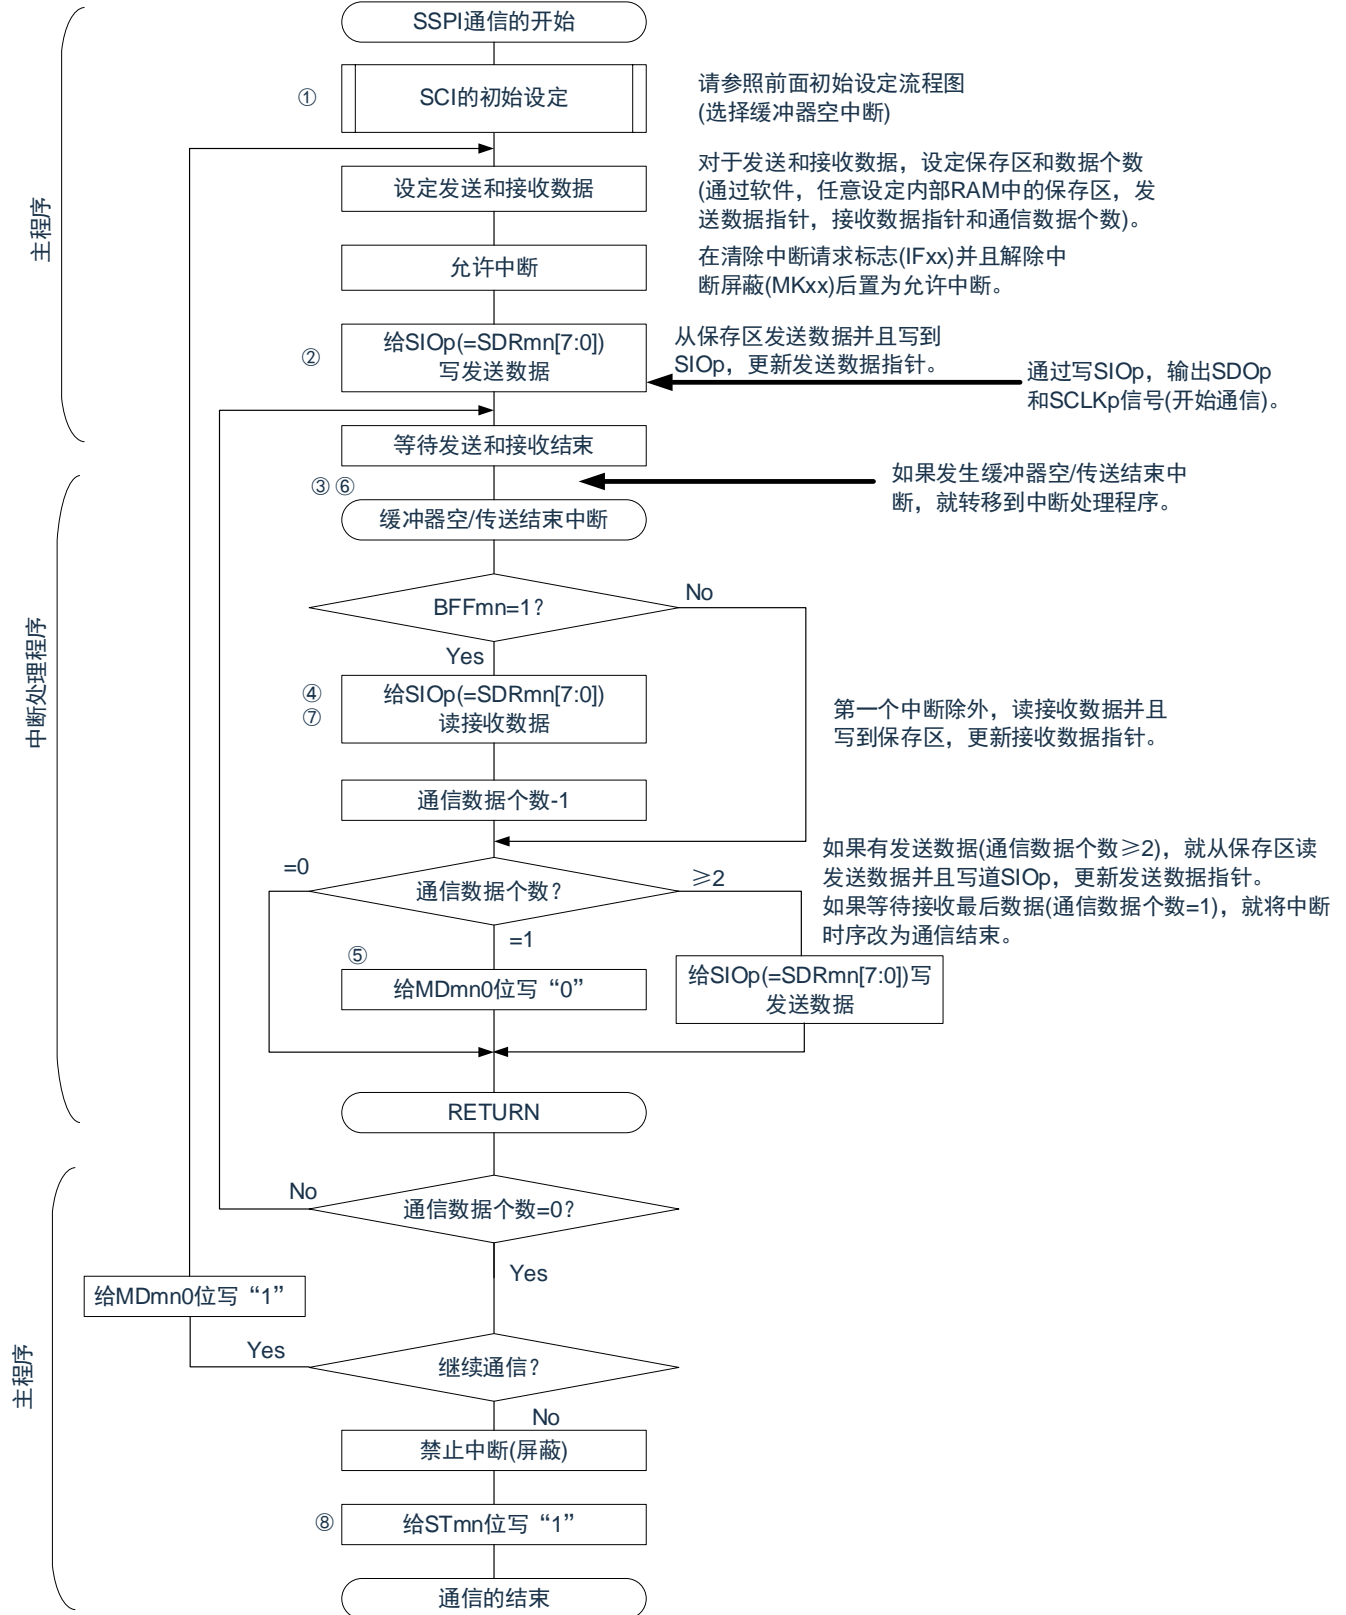 SSPI通信的开始
①
SCI的初始设定
请参照前面初始设定流程图
(选择缓冲器空中断)
设定发送和接收数据
对于发送和接收数据，设定保存区和数据个数
(通过软件，任意设定内部RAM中的保存区，发
送数据指针，接收数据指针和通信数据个数)。
主程序
允许中断
在清除中断请求标志(IFxx)并且解除中
断屏蔽(MKxx)后置为允许中断。
②
给SIOp(=SDRmn[7:0])
写发送数据
从保存区发送数据并且写到
SIOp，更新发送数据指针。
通过写SIOp，输出SDOp
和SCLKp信号(开始通信)。
等待发送和接收结束
③⑥
如果发生缓冲器空/传送结束中
断，就转移到中断处理程序。
缓冲器空/传送结束中断
BFFmn=1?
No
Yes
中断处理程序
④
⑦
给SIOp(=SDRmn[7:0])
读接收数据
第一个中断除外，读接收数据并且
写到保存区，更新接收数据指针。
通信数据个数-1
=0
通信数据个数?
≥2
=1
如果有发送数据(通信数据个数≥2)，就从保存区读
发送数据并且写道SIOp，更新发送数据指针。
如果等待接收最后数据(通信数据个数=1)，就将中断
时序改为通信结束。
⑤
给MDmn0位写“0”
给SIOp(=SDRmn[7:0])写
发送数据
RETURN
No
通信数据个数=0?
Yes
给MDmn0位写“1”
主程序
Yes
继续通信?
No
禁止中断(屏蔽)
⑧
给STmn位写“1”
通信的结束